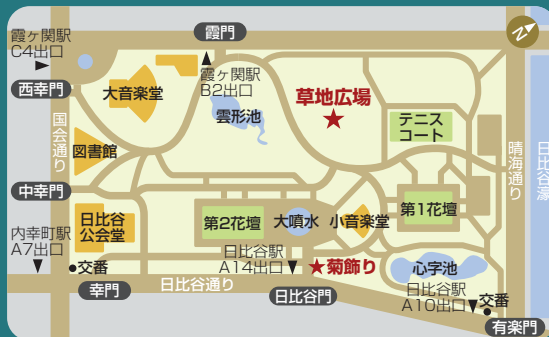 霞ヶ関駅
C4出口
霞門
N
霞ヶ関駅
B2出口
西幸門
大音楽堂
雲形池
草地広場
テニス
コート
国会通り
図書館
晴海通り
日比谷濠
中幸門
日比谷
公会堂
第2花壇
大噴水
小音楽堂
第1花壇
内幸町駅
A7出口
日比谷駅
A14出口
菊飾り
心字池
交番
幸門
日比谷通り
日比谷門
日比谷駅
A10出口
交番
有楽門